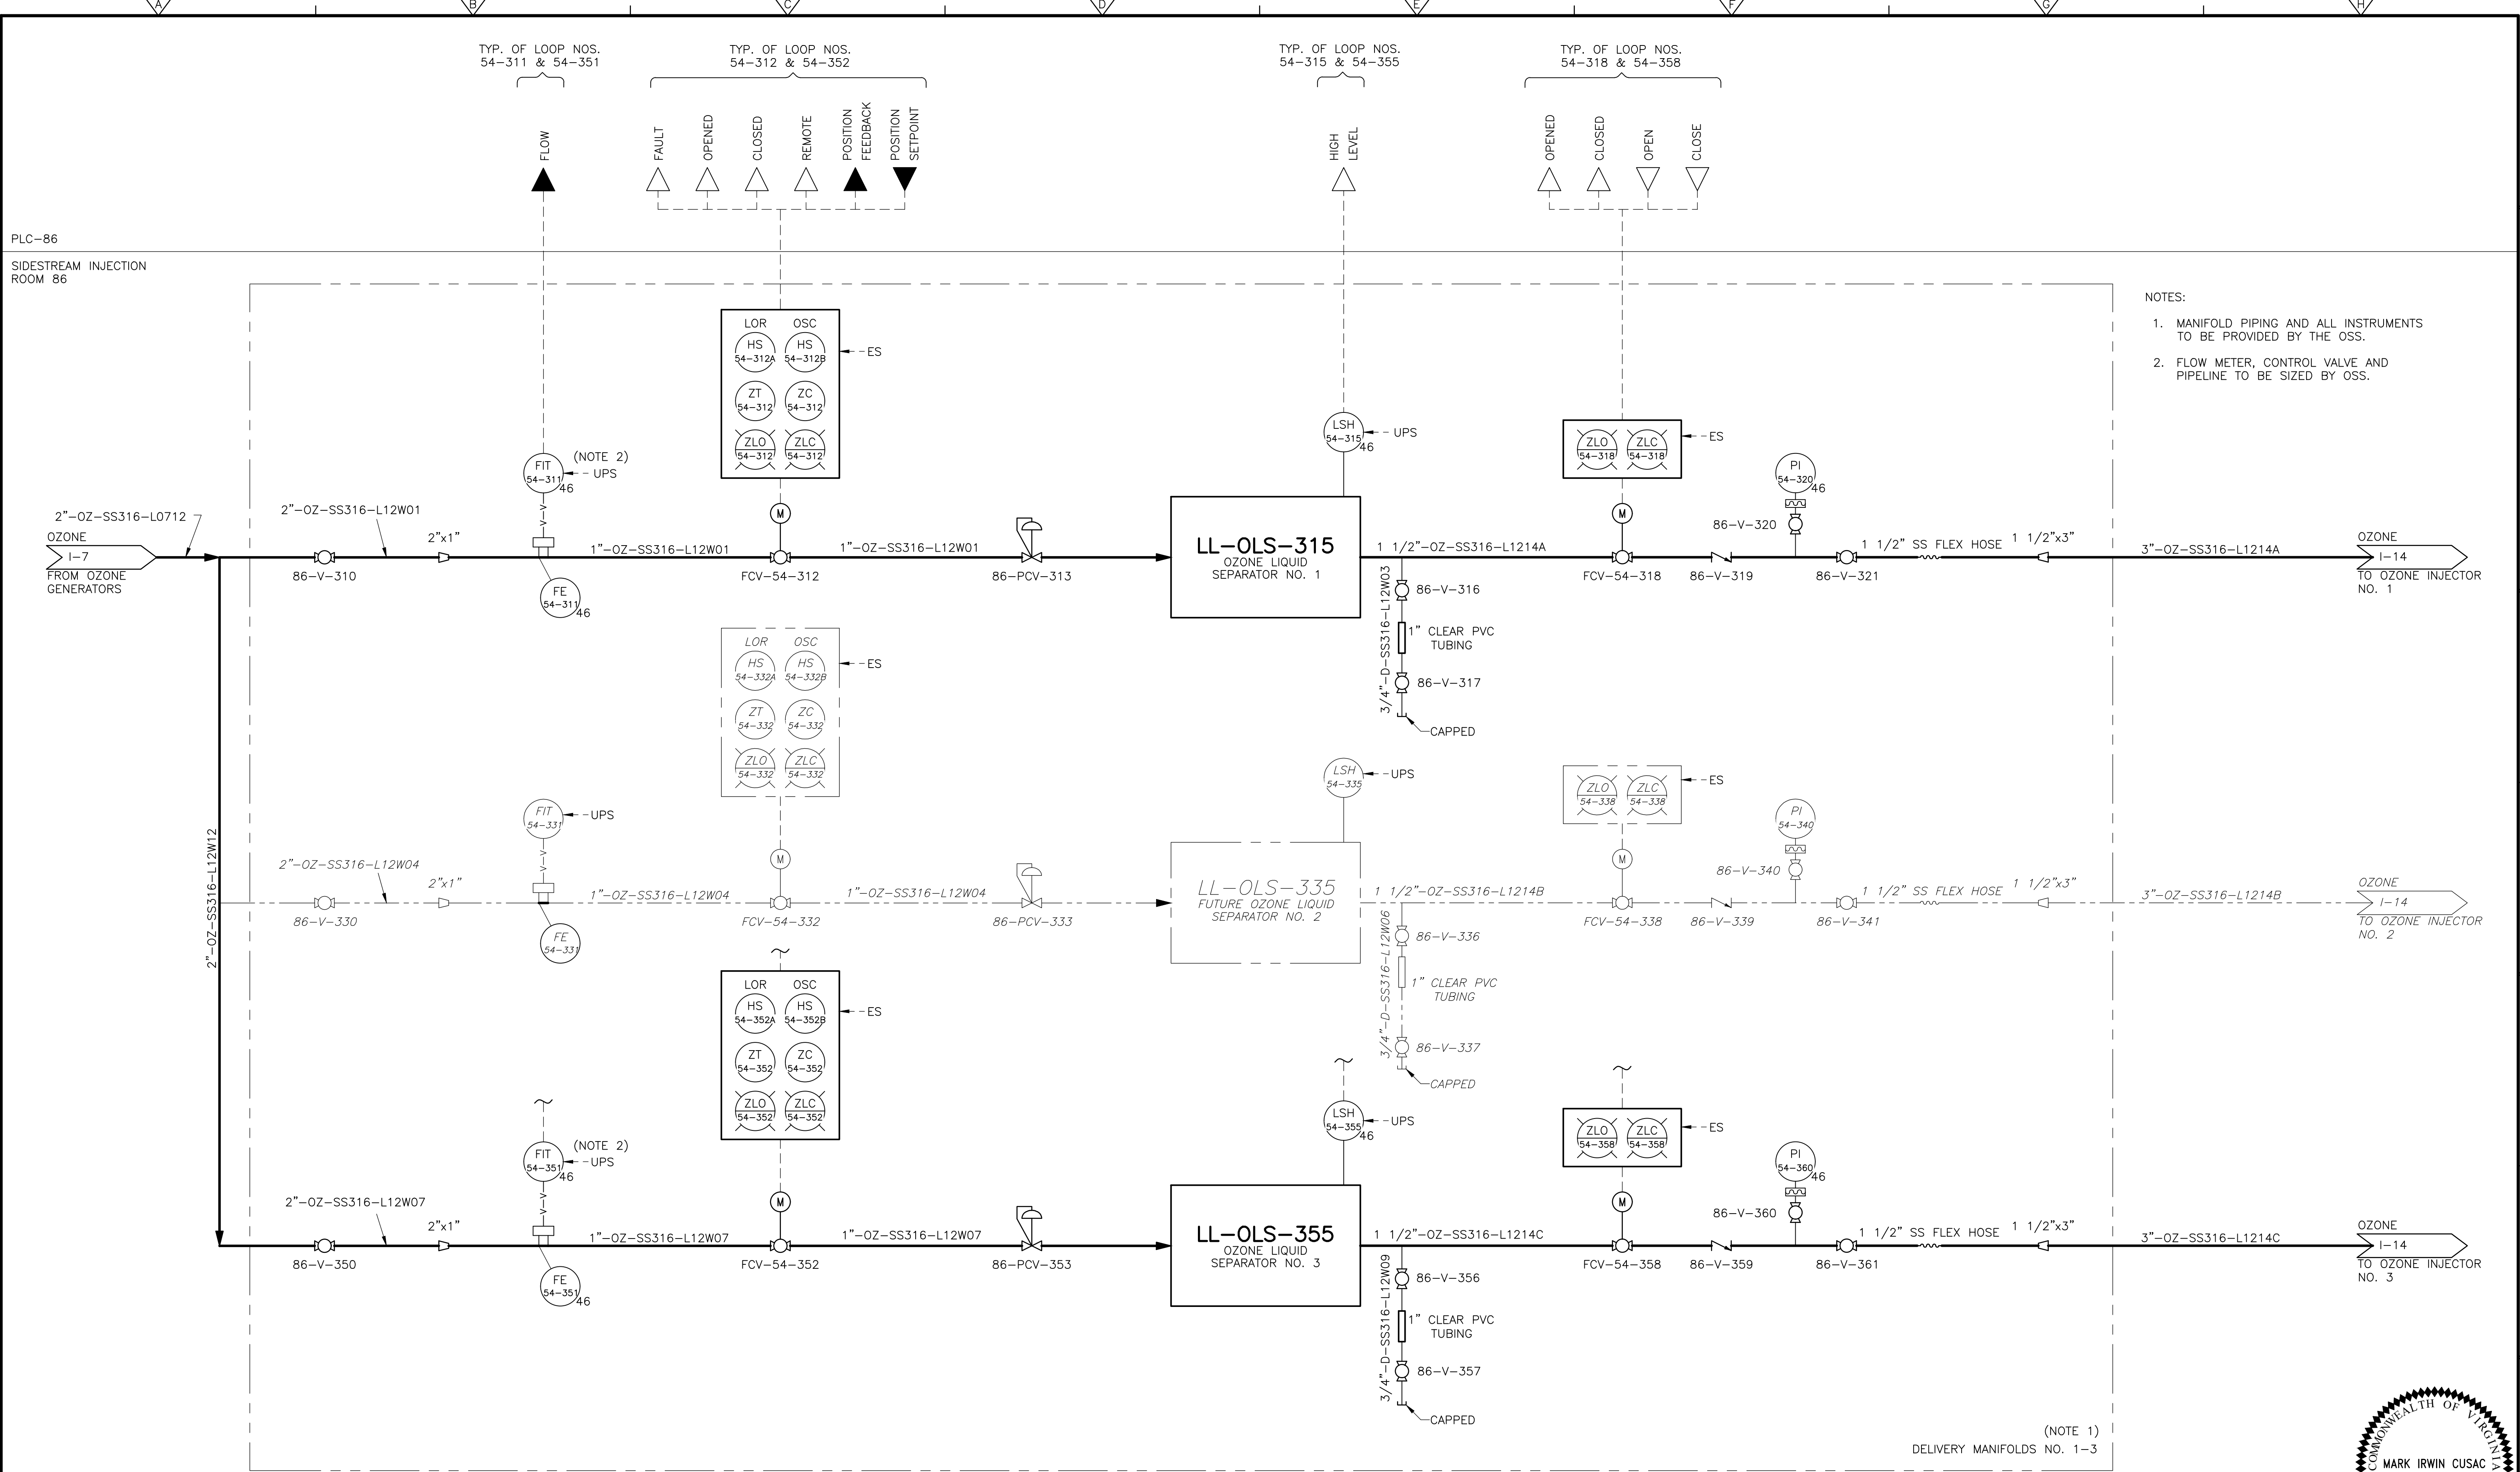 A B C D E F G H
TYP. OF LOOP NOS.
54-311 & 54-351
TYP. OF LOOP NOS.
54-312 & 54-352
TYP. OF LOOP NOS.
54-315 & 54-355
TYP. OF LOOP NOS.
54-318 & 54-358
FLOW
FAULT
OPENED
CLOSED
REMOTE
POSITION
FEEDBACK
POSITION
SETPOINT
HIGH
LEVEL
OPENED
CLOSED
OPEN
CLOSE
PLC-86
SIDESTREAM INJECTION
ROOM 86
NOTES:
1. MANIFOLD PIPING AND ALL INSTRUMENTS
TO BE PROVIDED BY THE OSS.
2. FLOW METER, CONTROL VALVE AND
PIPELINE TO BE SIZED BY OSS.
LOR OSC
HS
54-312A
HS
54-312B
ES
ZT
54-312
ZC
54-312
ZLO
54-312
ZLC
54-312
FIT
54-311
46
(NOTE 2)
UPS
LSH
54-315
46
UPS
ZLO
54-318
ZLC
54-318
ES
PI
54-320
46
2"-OZ-SS316-L0712
OZONE
I-7
FROM OZONE
GENERATORS
2"-OZ-SS316-L12W01
2"x1"
86-V-310
1"-OZ-SS316-L12W01
FE
54-311
46
M
FCV-54-312
1"-OZ-SS316-L12W01
86-PCV-313
LL-OLS-315
OZONE LIQUID
SEPARATOR NO. 1
1 1/2"-OZ-SS316-L1214A
M
FCV-54-318
86-V-319
86-V-320
86-V-321
1 1/2" SS FLEX HOSE
1 1/2"x3"
3"-OZ-SS316-L1214A
OZONE
I-14
TO OZONE INJECTOR
NO. 1
3/4"-D-SS316-L12W03
86-V-316
1" CLEAR PVC
TUBING
86-V-317
CAPPED
2"-OZ-SS316-L12W12
LOR OSC
HS
54-332A
HS
54-332B
ES
ZT
54-332
ZC
54-332
ZLO
54-332
ZLC
54-332
FIT
54-331
UPS
LSH
54-335
UPS
ZLO
54-338
ZLC
54-338
ES
PI
54-340
2"-OZ-SS316-L12W04
2"x1"
86-V-330
1"-OZ-SS316-L12W04
FE
54-331
M
FCV-54-332
1"-OZ-SS316-L12W04
86-PCV-333
LL-OLS-335
FUTURE OZONE LIQUID
SEPARATOR NO. 2
1 1/2"-OZ-SS316-L1214B
M
FCV-54-338
86-V-339
86-V-340
86-V-341
1 1/2" SS FLEX HOSE
1 1/2"x3"
3"-OZ-SS316-L1214B
OZONE
I-14
TO OZONE INJECTOR
NO. 2
3/4"-D-SS316-L12W06
86-V-336
1" CLEAR PVC
TUBING
86-V-337
CAPPED
LOR OSC
HS
54-352A
HS
54-352B
ES
ZT
54-352
ZC
54-352
ZLO
54-352
ZLC
54-352
FIT
54-351
46
(NOTE 2)
UPS
LSH
54-355
46
UPS
ZLO
54-358
ZLC
54-358
ES
PI
54-360
46
2"-OZ-SS316-L12W07
2"x1"
86-V-350
1"-OZ-SS316-L12W07
FE
54-351
46
M
FCV-54-352
1"-OZ-SS316-L12W07
86-PCV-353
LL-OLS-355
OZONE LIQUID
SEPARATOR NO. 3
1 1/2"-OZ-SS316-L1214C
M
FCV-54-358
86-V-359
86-V-360
86-V-361
1 1/2" SS FLEX HOSE
1 1/2"x3"
3"-OZ-SS316-L1214C
OZONE
I-14
TO OZONE INJECTOR
NO. 3
3/4"-D-SS316-L12W09
86-V-356
1" CLEAR PVC
TUBING
86-V-357
CAPPED
(NOTE 1)
DELIVERY MANIFOLDS NO. 1-3
COMMONWEALTH OF VIRGINIA
MARK IRWIN CUSAC